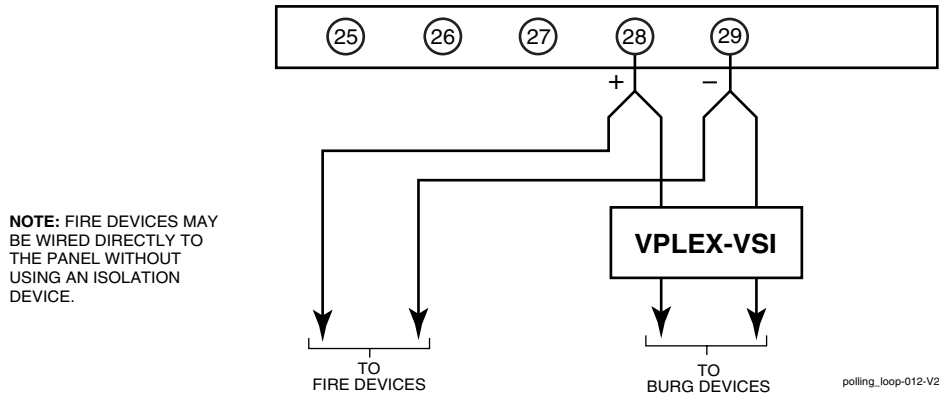 25 26 27 28 29
+ −
NOTE: FIRE DEVICES MAY
BE WIRED DIRECTLY TO
THE PANEL WITHOUT
USING AN ISOLATION
DEVICE.
VPLEX-VSI
TO
FIRE DEVICES
TO
BURG DEVICES
polling_loop-012-V2